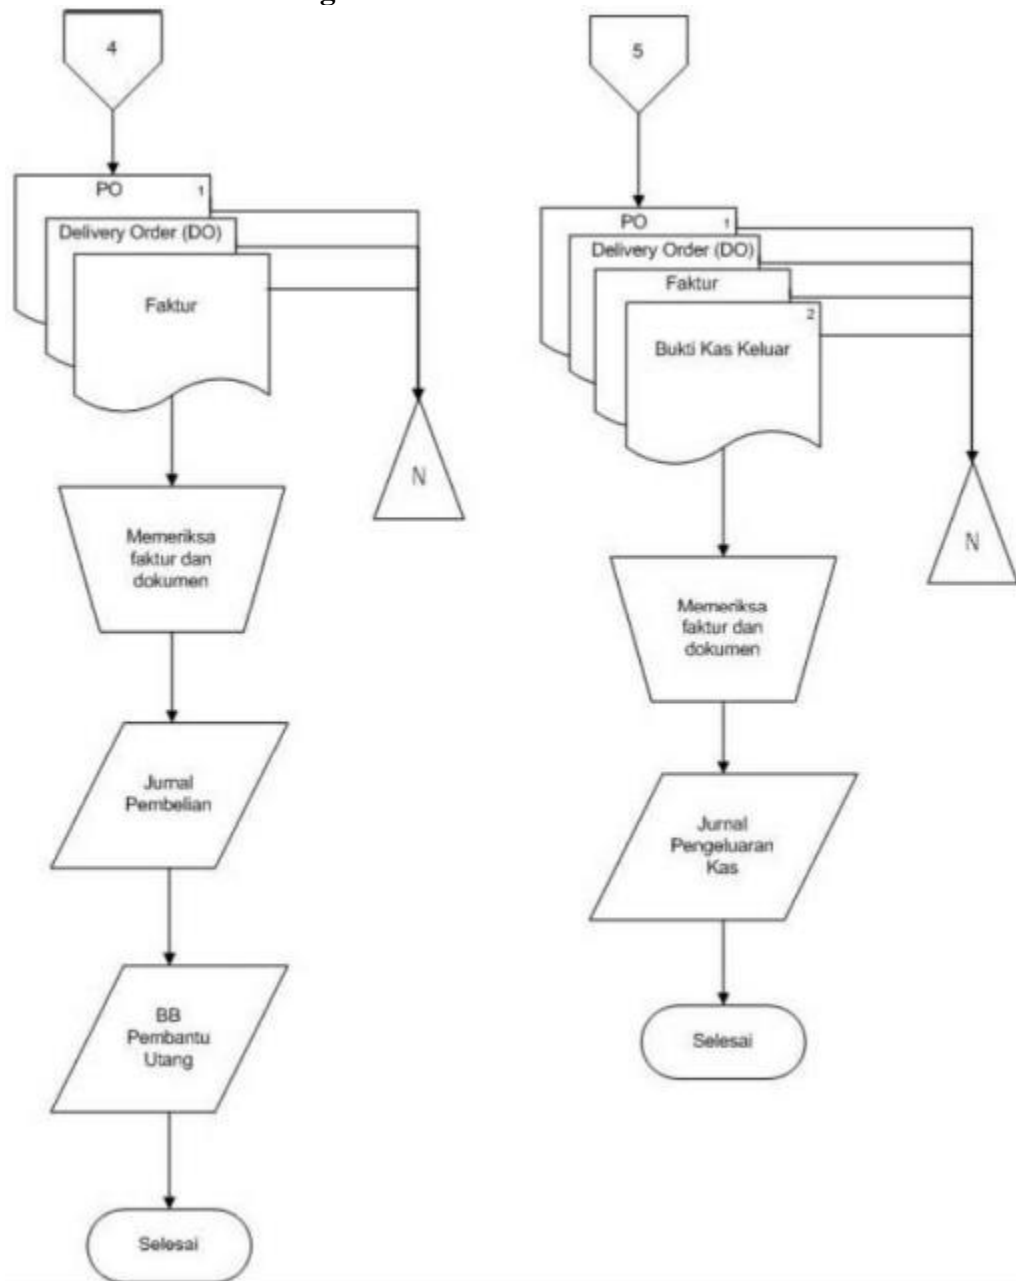 4
PO 1
Delivery Order (DO)
Faktur
N
Memeriksa
faktur dan
dokumen
Jurnal
Pembelian
BB
Pembantu
Utang
Selesai
5
PO 1
Delivery Order (DO)
Faktur
2
Bukti Kas Keluar
N
Memeriksa
faktur dan
dokumen
Jurnal
Pengeluaran
Kas
Selesai